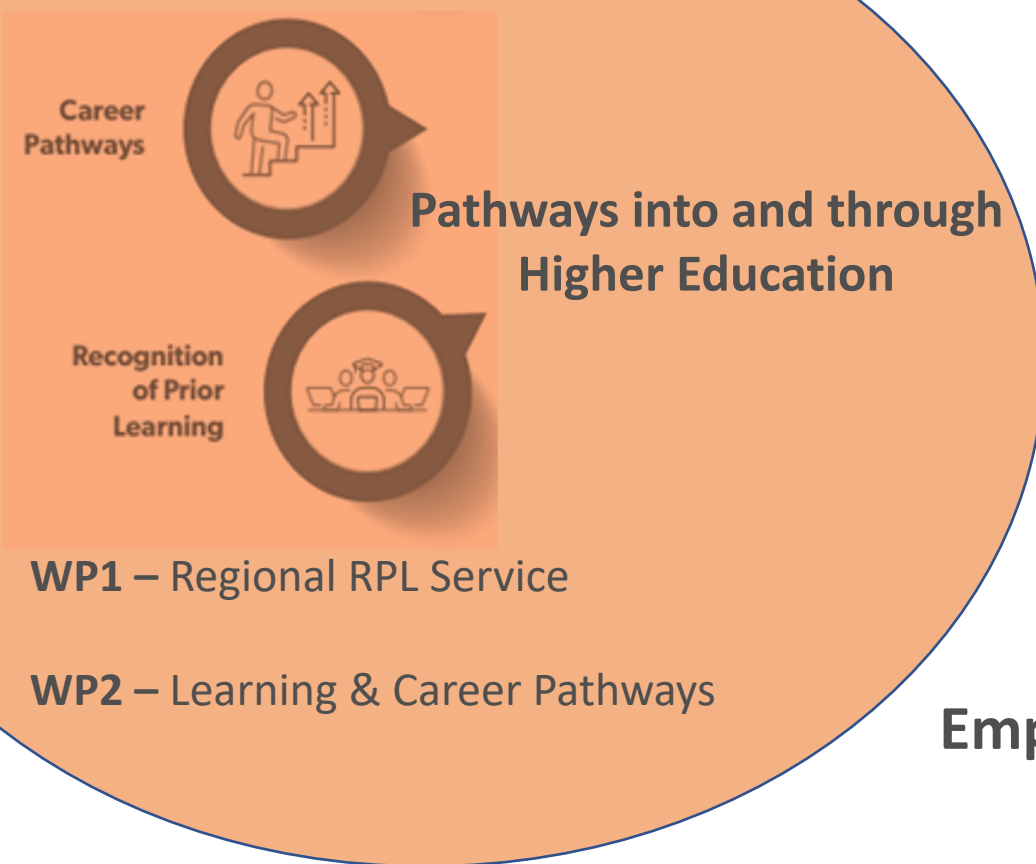 Career
Pathways
Pathways into and through
Higher Education
Recognition
of Prior
Learning
WP1 – Regional RPL Service
WP2 – Learning & Career Pathways
Emp